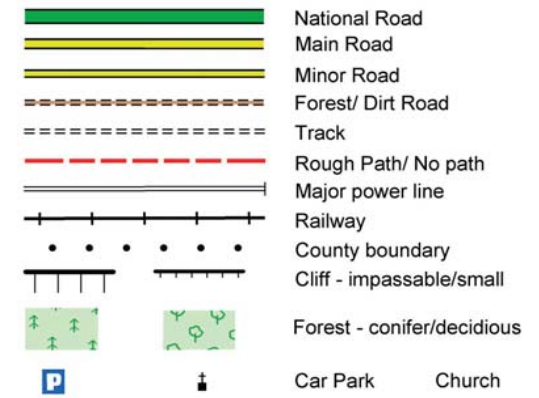 National Road
Main Road
Minor Road
Forest/ Dirt Road
Track
Rough Path/ No path
Major power line
Railway
County boundary
Cliff - impassable/small
Forest - conifer/decidious
P
Car Park Church